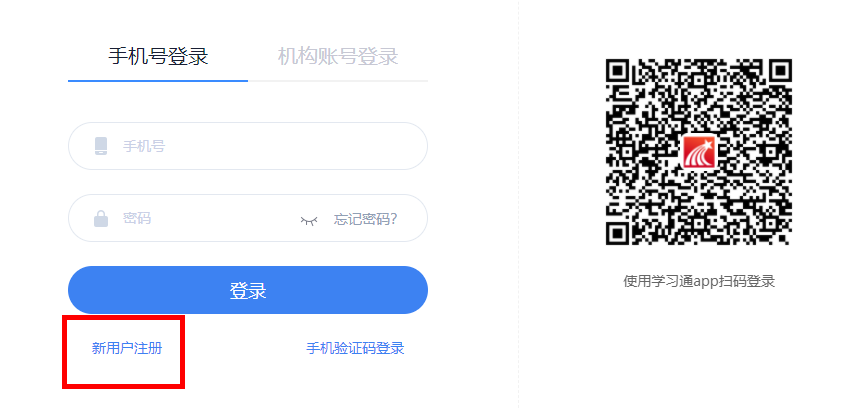 手机号登录
机构账号登录
手机号
密码
忘记密码?
登录
新用户注册
手机验证码登录
使用学习通app扫码登录